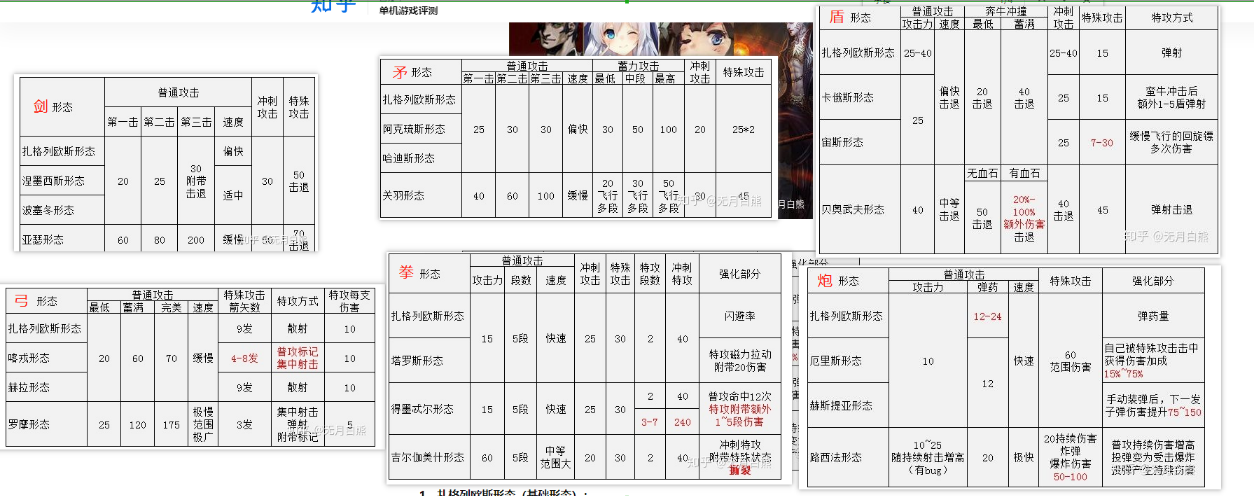 知乎
单机游戏评测
剑 形态 普通攻击 冲刺攻击 特殊攻击
第一击 第二击 第三击 速度
扎格列欧斯形态 20 25 30 附带击退 偏快 30 50 击退
涅墨西斯形态 适中
波塞冬形态
亚瑟形态 60 80 200 缓慢 50 70 击退
矛 形态 普通攻击 蓄力攻击 冲刺攻击 特殊攻击
第一击 第二击 第三击 速度 最低 中段 最高
扎格列欧斯形态
阿克琉斯形态 25 30 30 偏快 30 50 100 20 25*2
哈迪斯形态
关羽形态 40 60 100 缓慢 20 飞行多段 30 飞行多段 50 飞行多段 30 45
知乎 @无月白熊
月白熊
盾 形态 普通攻击 奔牛冲撞 冲刺攻击 特殊攻击 特攻方式
攻击力 速度 最低 蓄满
扎格列欧斯形态 25-40 偏快击退 20 击退 40 击退 25-40 15 弹射
卡俄斯形态 25 25 15 蛮牛冲击后额外1-5盾弹射
宙斯形态 25 7-30 缓慢飞行的回旋镖多次伤害
无血石 有血石
贝奥武夫形态 40 中等击退 50 击退 20%-100% 额外伤害 击退 40 击退 45 弹射击退
知乎 @无月白熊
弓 形态 普通攻击 特殊攻击箭矢数 特攻方式 特攻每支伤害
最低 蓄满 完美 速度
扎格列欧斯形态 20 60 70 缓慢 9发 散射 10
喀戎形态 4-8发 普攻标记集中射击 10
赫拉形态 9发 散射 10
罗摩形态 25 120 175 极慢范围极广 3发 集中射击弹射附带标记 5
拳 形态 普通攻击 冲刺攻击 特殊攻击 特攻段数 冲刺特攻 强化部分
攻击力 段数 速度
扎格列欧斯形态 15 5段 快速 25 30 2 40 闪避率
塔罗斯形态 特攻磁力拉动附带20伤害
得墨忒尔形态 15 5段 快速 25 30 2 40 普攻命中12次
3-7 240 特攻附带额外1~5段伤害
吉尔伽美什形态 60 5段 中等范围大 20 30 2 40 冲刺特攻附带特殊状态 撕裂
知乎 @无月白熊
强化部分
炮 形态 普通攻击 特殊攻击 强化部分
攻击力 弹药 速度
扎格列欧斯形态 10 12-24 快速 60 范围伤害 弹药量
厄里斯形态 12 自己被特殊攻击击中获得伤害加成15%~75%
赫斯提亚形态 手动装弹后，下一发子弹伤害提升75~150
路西法形态 10~25 随持续射击增高（有bug） 20 极快 20持续伤害 炸弹 爆炸伤害 50-100 普攻持续伤害增高 投弹变为受击爆炸 投弹产生持续伤害
1、扎格列欧斯形态（基础形态）：